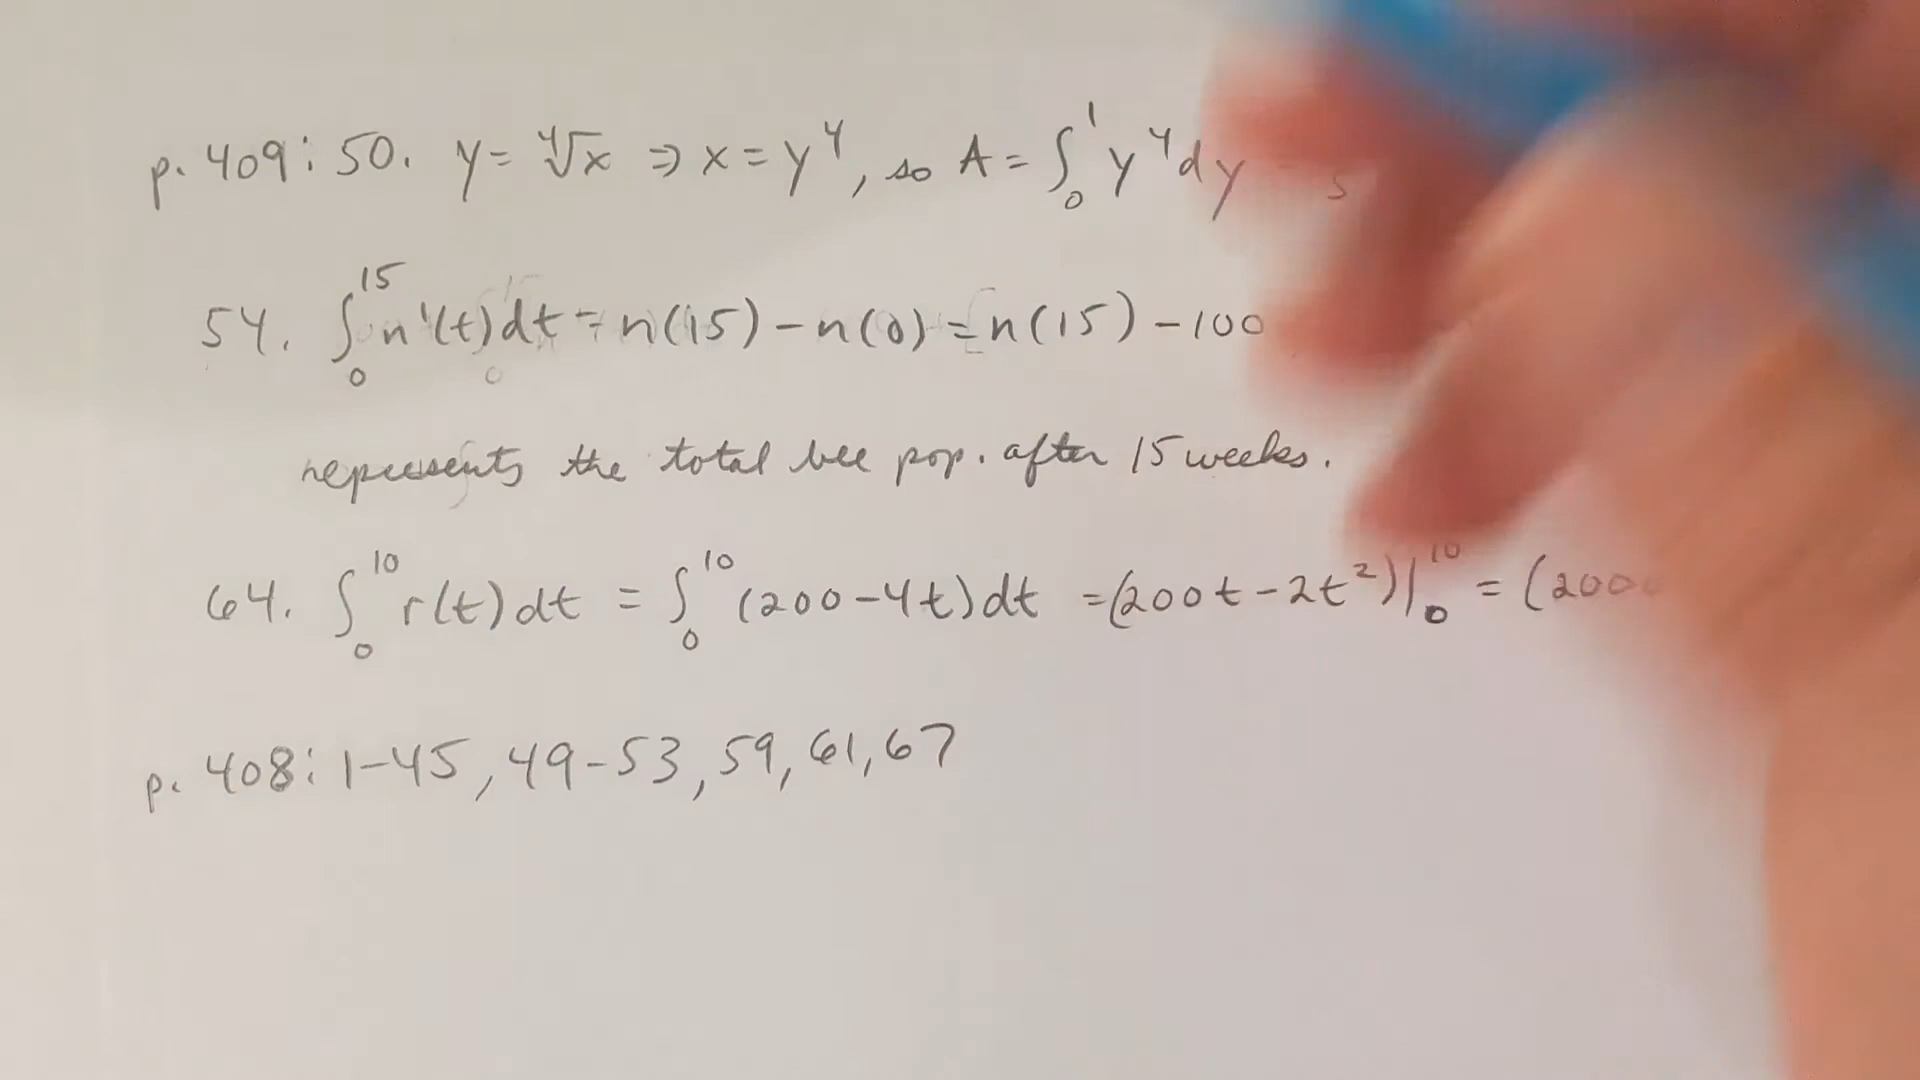 p. 409: 50. y = ∜x ⇒ x = y⁴, so A = ∫₀¹ y⁴ dy
54. ∫₀¹⁵ n'(t) dt = n(15) - n(0) = n(15) - 100
represents the total bee pop. after 15 weeks.
64. ∫₀¹⁰ r(t) dt = ∫₀¹⁰ (200 - 4t) dt = (200t - 2t²)|₀¹⁰ = (200
p. 408: 1-45, 49-53, 59, 61, 67